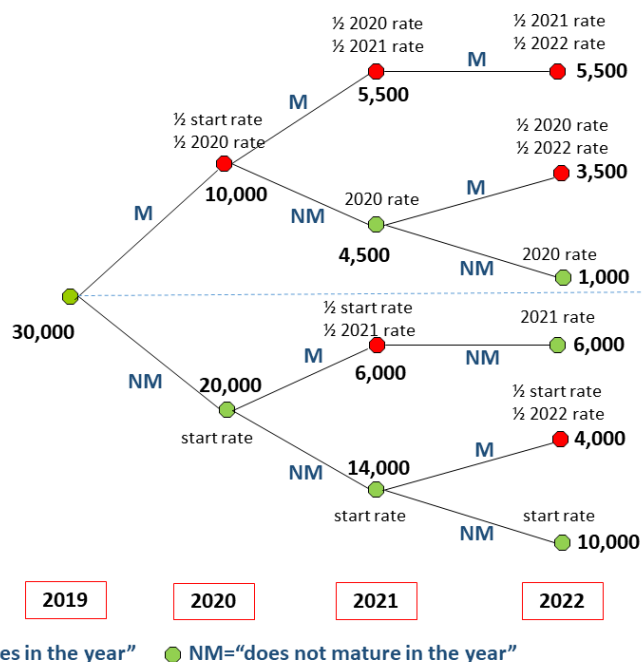 ½ 2020 rate
½ 2021 rate
M
5,500
½ 2021 rate
½ 2022 rate
M
5,500
½ start rate
½ 2020 rate
M
10,000
NM
2020 rate
4,500
½ 2020 rate
½ 2022 rate
M
3,500
NM
2020 rate
1,000
30,000
NM
20,000
start rate
M
½ start rate
½ 2021 rate
6,000
NM
2021 rate
6,000
NM
14,000
start rate
M
½ start rate
½ 2022 rate
4,000
NM
start rate
10,000
2019
2020
2021
2022
es in the year”
NM=“does not mature in the year”